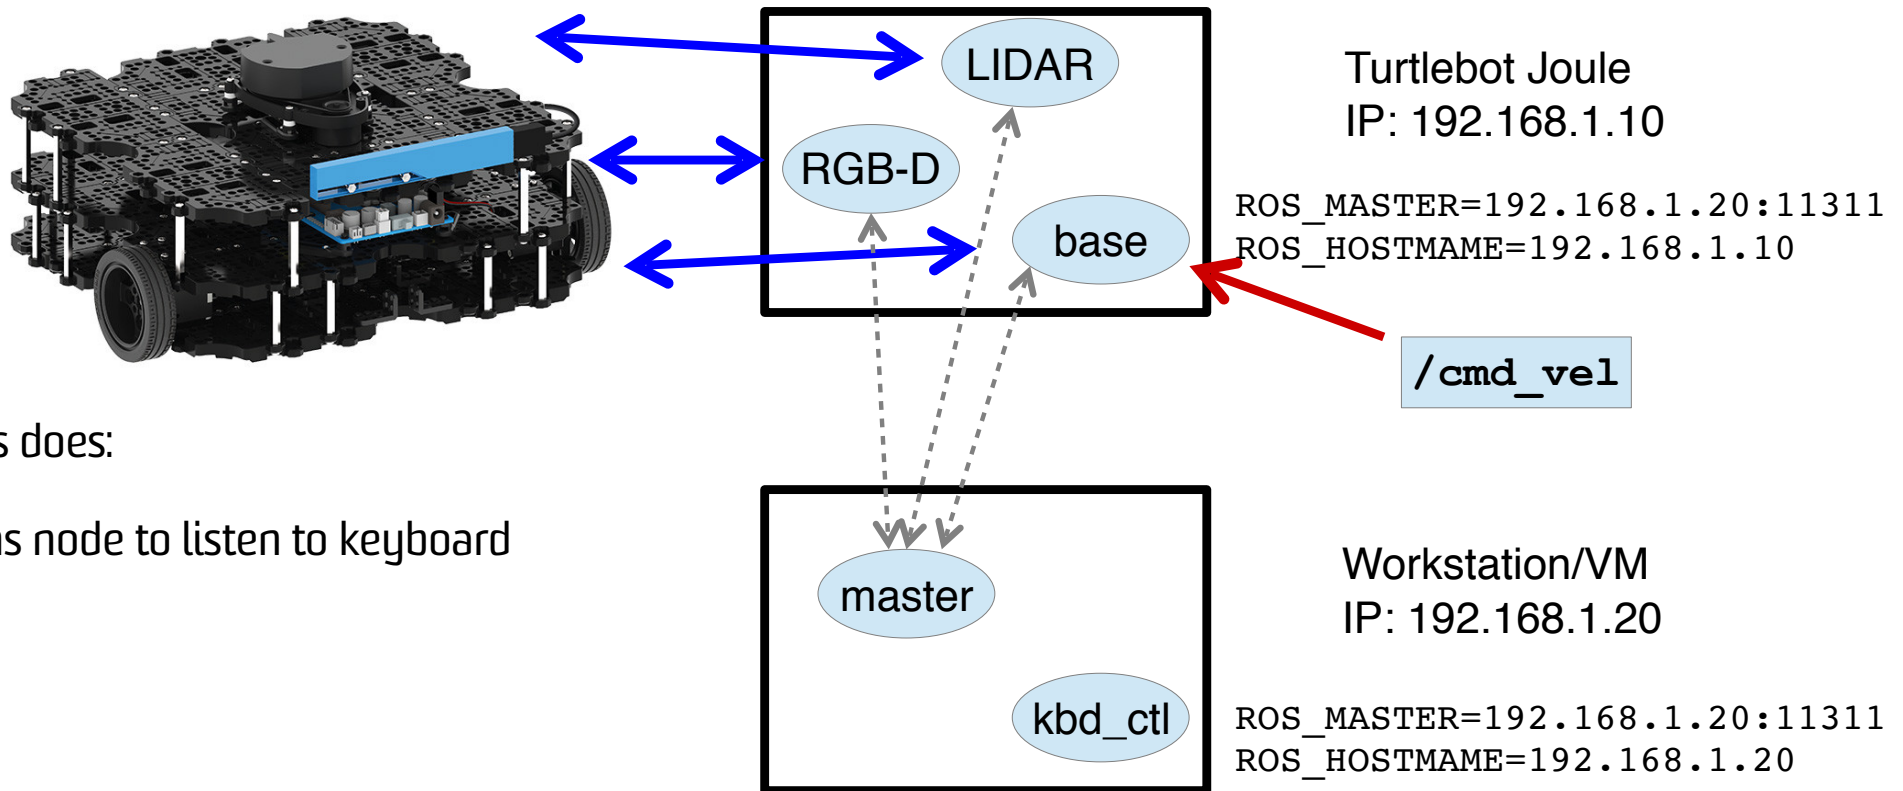 LIDAR
RGB-D
base
Turtlebot Joule
IP: 192.168.1.10
ROS_MASTER=192.168.1.20:11311
ROS_HOSTMAME=192.168.1.10
/cmd_vel
s does:
s node to listen to keyboard
master
kbd_ctl
Workstation/VM
IP: 192.168.1.20
ROS_MASTER=192.168.1.20:11311
ROS_HOSTMAME=192.168.1.20